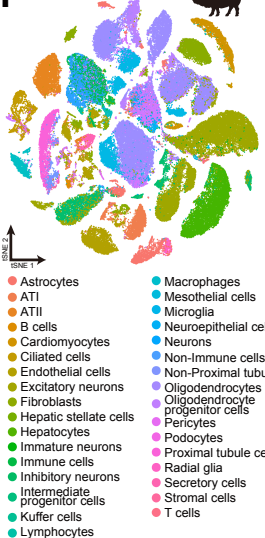 tSNE 2
tSNE 1
Astrocytes
ATI
ATII
B cells
Cardiomyocytes
Ciliated cells
Endothelial cells
Excitatory neurons
Fibroblasts
Hepatic stellate cells
Hepatocytes
Immature neurons
Immune cells
Inhibitory neurons
Intermediate
progenitor cells
Kuffer cells
Lymphocytes
Macrophages
Mesothelial cells
Microglia
Neuroepithelial ce
Neurons
Non-Immune cells
Non-Proximal tubu
Oligodendrocytes
Oligodendrocyte
progenitor cells
Pericytes
Podocytes
Proximal tubule ce
Radial glia
Secretory cells
Stromal cells
T cells